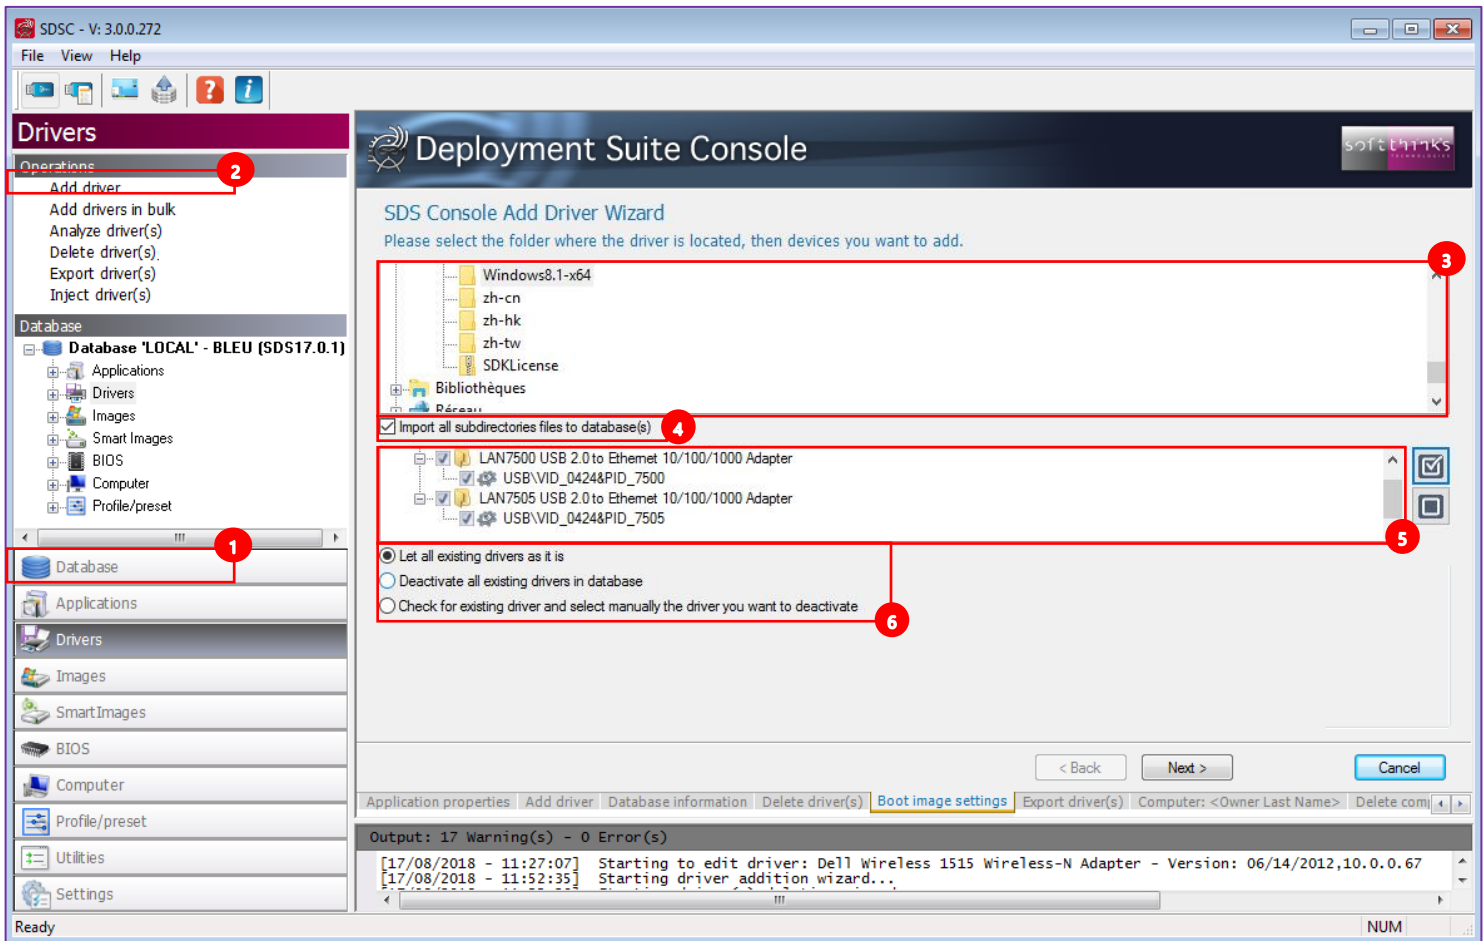 SDSC - V: 3.0.0.272
File View Help
Drivers
Operations
2
Add driver
Add drivers in bulk
Analyze driver(s)
Delete driver(s)
Export driver(s)
Inject driver(s)
Database
Database 'LOCAL' - BLEU (SDS17.0.1)
Applications
Drivers
Images
Smart Images
BIOS
Computer
Profile/preset
1
Database
Applications
Drivers
Images
SmartImages
BIOS
Computer
Profile/preset
Utilities
Settings
Deployment Suite Console
softthinks
TECHNOLOGIES
SDS Console Add Driver Wizard
Please select the folder where the driver is located, then devices you want to add.
3
Windows8.1-x64
zh-cn
zh-hk
zh-tw
SDKLicense
Bibliothèques
Réseau
Import all subdirectories files to database(s)
4
LAN7500 USB 2.0 to Ethernet 10/100/1000 Adapter
USB\VID_0424&PID_7500
LAN7505 USB 2.0 to Ethernet 10/100/1000 Adapter
USB\VID_0424&PID_7505
5
Let all existing drivers as it is
Deactivate all existing drivers in database
Check for existing driver and select manually the driver you want to deactivate
6
< Back Next > Cancel
Application properties Add driver Database information Delete driver(s) Boot image settings Export driver(s) Computer: <Owner Last Name> Delete com
Output: 17 Warning(s) - 0 Error(s)
[17/08/2018 - 11:27:07] Starting to edit driver: Dell Wireless 1515 Wireless-N Adapter - Version: 06/14/2012,10.0.0.67
[17/08/2018 - 11:52:35] Starting driver addition wizard...
Ready NUM